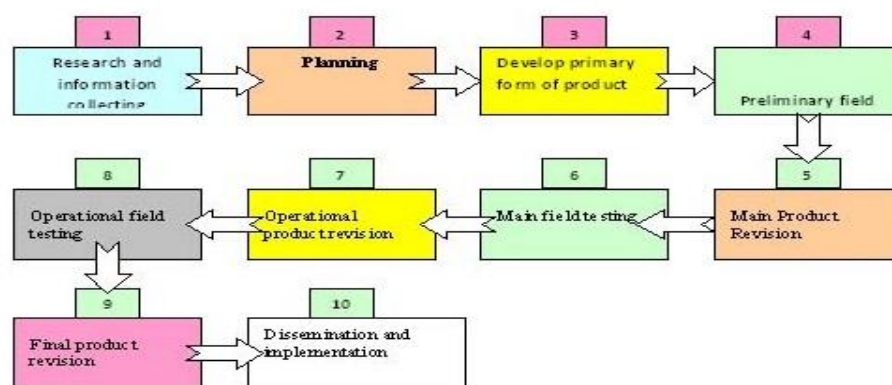 1
Research and
information
collecting
2
Planning
3
Develop primary
form of product
4
Preliminary field
5
Main Product
Revision
6
Main field testing
7
Operational
product revision
8
Operational field
testing
9
Final product
revision
10
Dissemination and
implementation